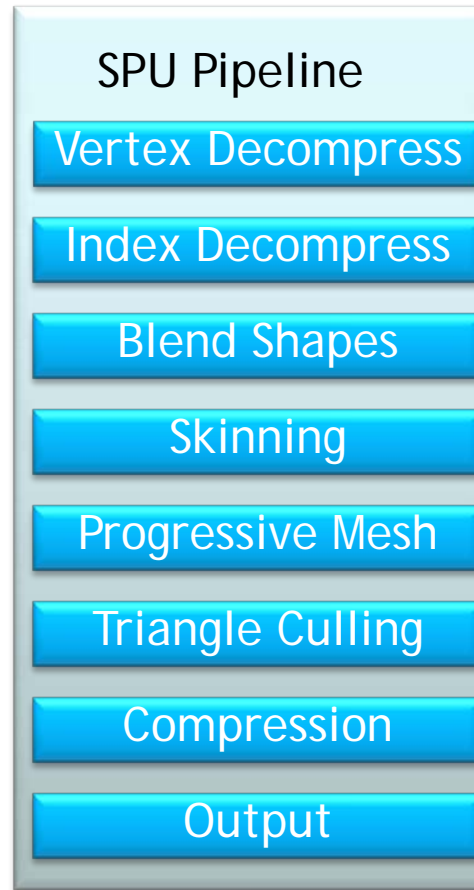 SPU Pipeline
Vertex Decompress
Index Decompress
Blend Shapes
Skinning
Progressive Mesh
Triangle Culling
Compression
Output